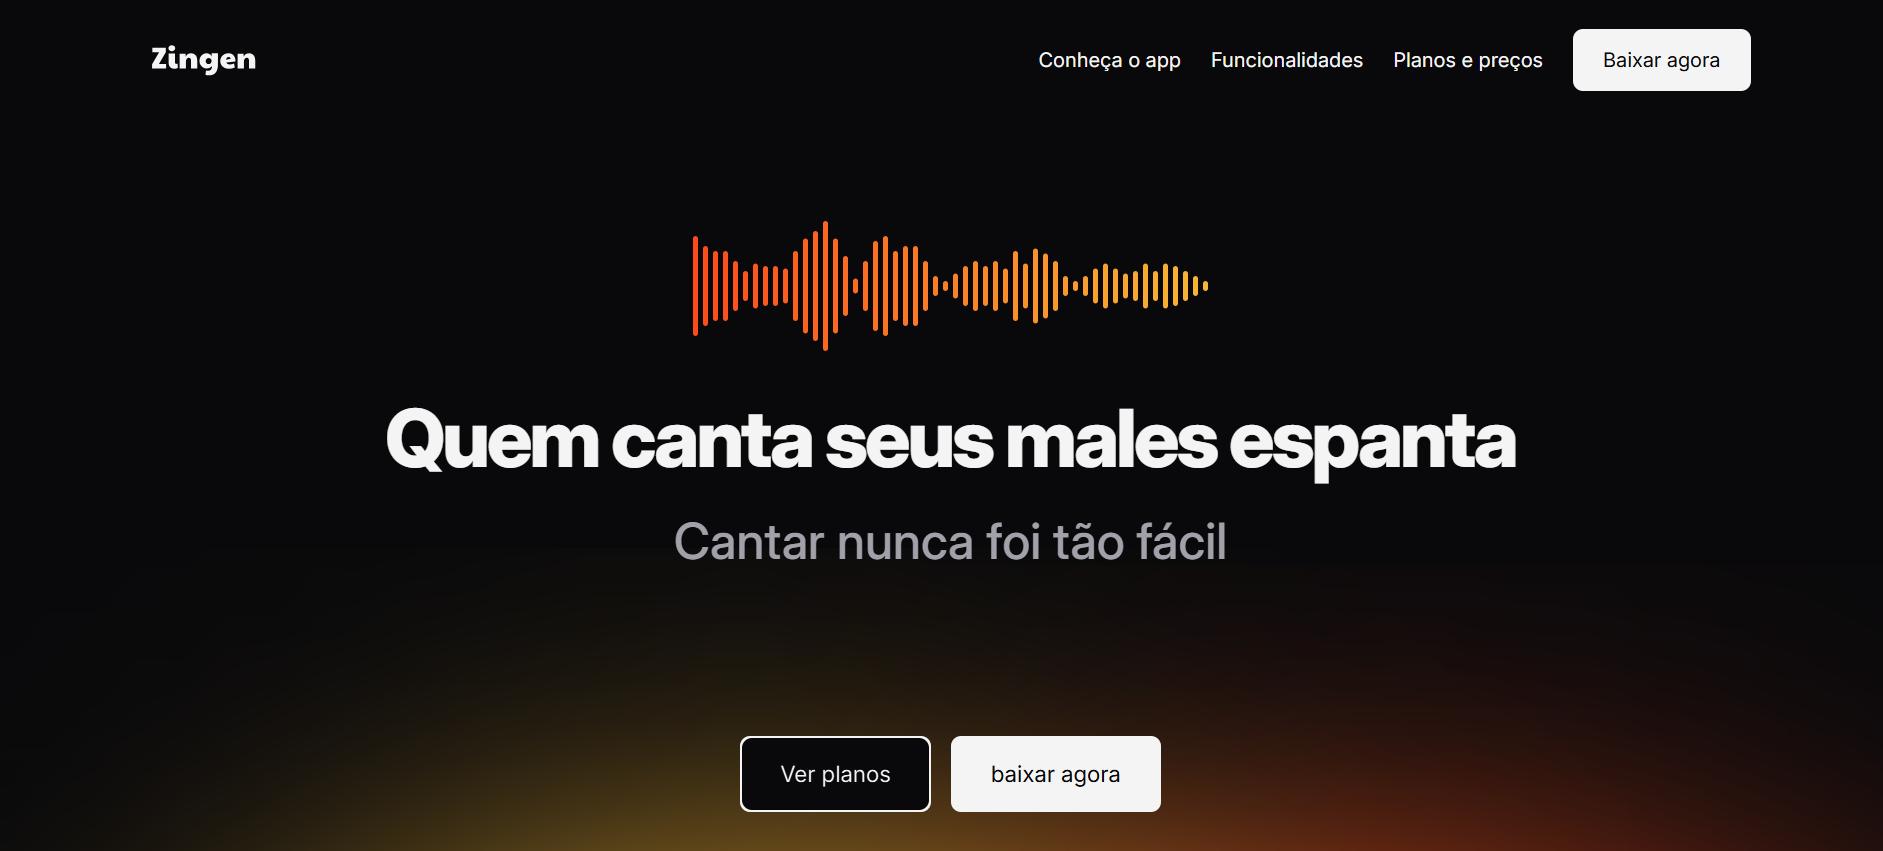 Zingen
Conheça o app
Funcionalidades
Planos e preços
Baixar agora
Quem canta seus males espanta
Cantar nunca foi tão fácil
Ver planos
baixar agora